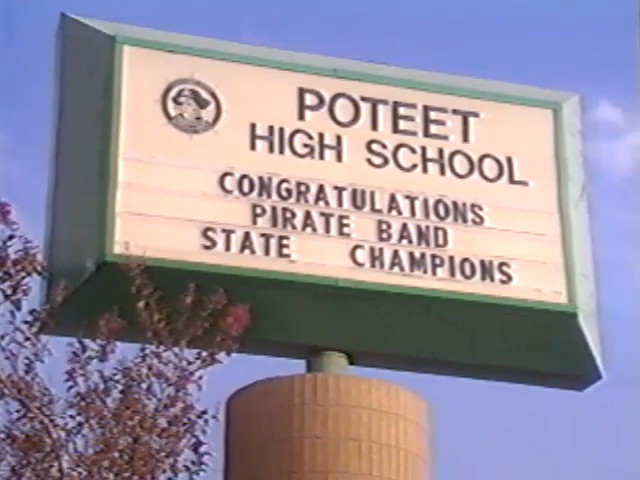 POTEET
HIGH SCHOOL
CONGRATULATIONS
PIRATE BAND
STATE CHAMPIONS